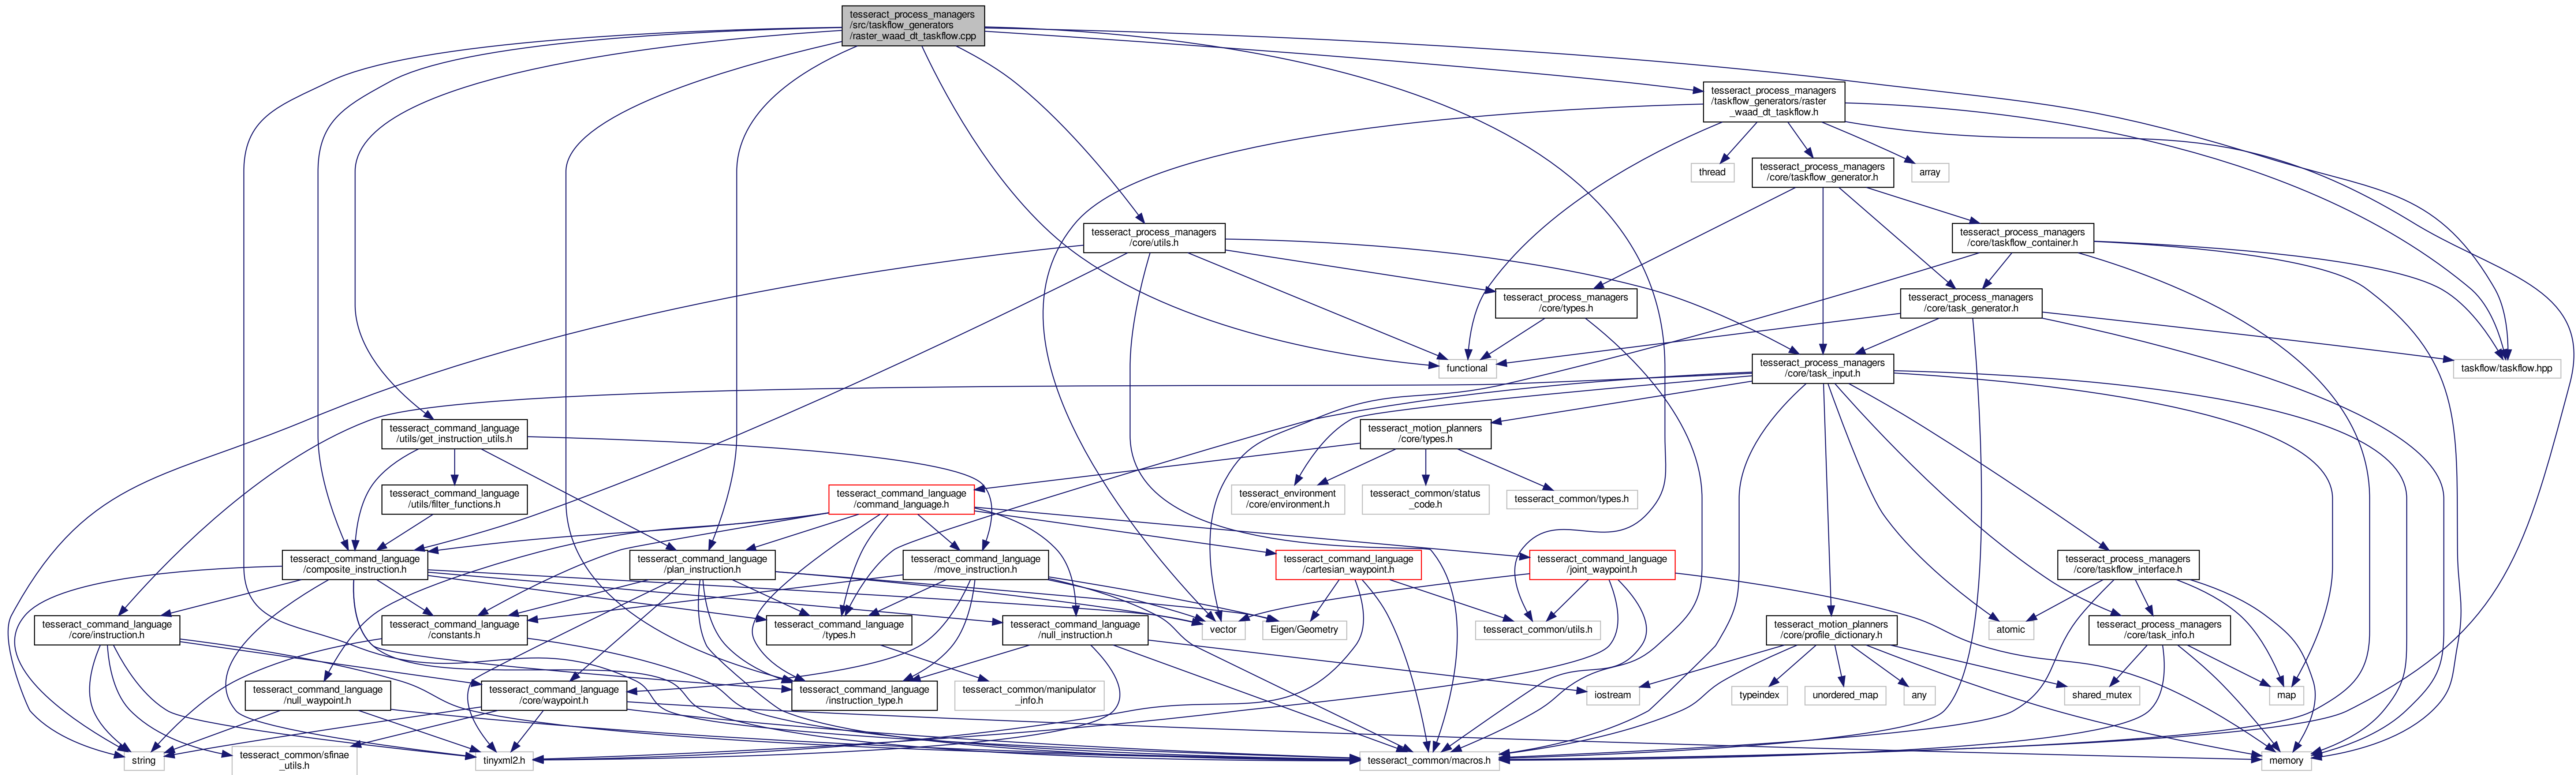 tesseract_process_managers
/src/taskflow_generators
/raster_waad_dt_taskflow.cpp
tesseract_process_managers
/taskflow_generators/raster
_waad_dt_taskflow.h
thread
tesseract_process_managers
/core/taskflow_generator.h
array
tesseract_process_managers
/core/utils.h
tesseract_process_managers
/core/taskflow_container.h
tesseract_process_managers
/core/types.h
tesseract_process_managers
/core/task_generator.h
functional
tesseract_process_managers
/core/task_input.h
taskflow/taskflow.hpp
tesseract_command_language
/utils/get_instruction_utils.h
tesseract_motion_planners
/core/types.h
tesseract_command_language
/utils/filter_functions.h
tesseract_command_language
/command_language.h
tesseract_environment
/core/environment.h
tesseract_common/status
_code.h
tesseract_common/types.h
tesseract_command_language
/composite_instruction.h
tesseract_command_language
/plan_instruction.h
tesseract_command_language
/move_instruction.h
tesseract_command_language
/cartesian_waypoint.h
tesseract_command_language
/joint_waypoint.h
tesseract_process_managers
/core/taskflow_interface.h
tesseract_command_language
/core/instruction.h
tesseract_command_language
/constants.h
tesseract_command_language
/types.h
tesseract_command_language
/null_instruction.h
vector
Eigen/Geometry
tesseract_common/utils.h
tesseract_motion_planners
/core/profile_dictionary.h
atomic
tesseract_process_managers
/core/task_info.h
tesseract_command_language
/null_waypoint.h
tesseract_command_language
/core/waypoint.h
tesseract_command_language
/instruction_type.h
tesseract_common/manipulator
_info.h
iostream
typeindex
unordered_map
any
shared_mutex
map
string
tesseract_common/sfinae
_utils.h
tinyxml2.h
tesseract_common/macros.h
memory